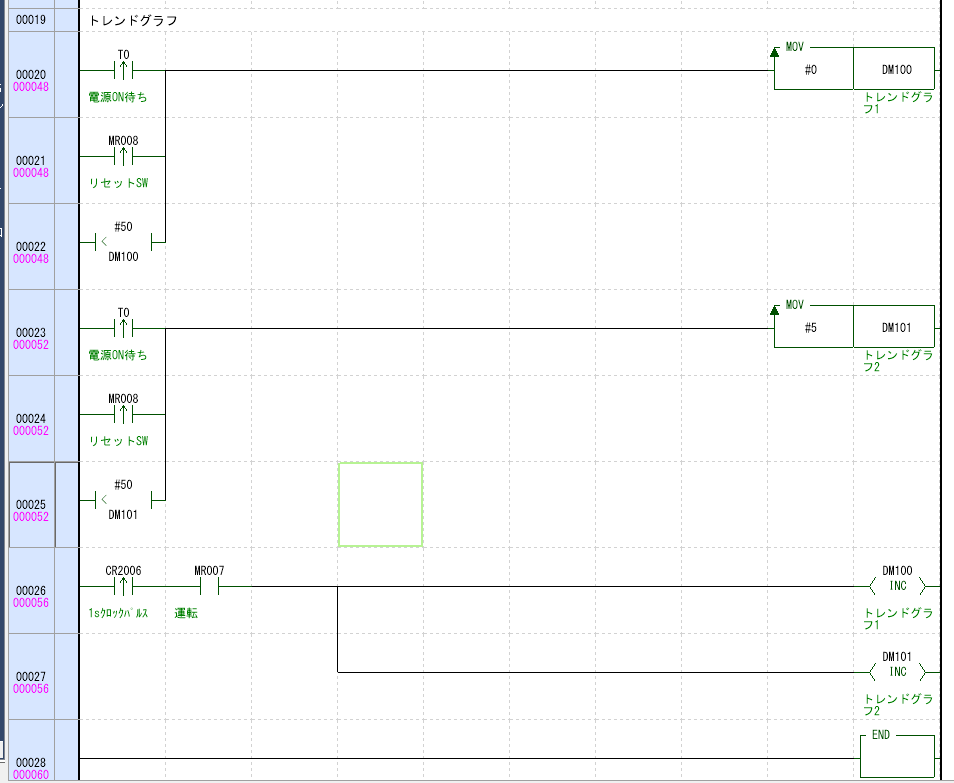 00019 トレンドグラフ
T0 MOV
00020 #0 DM100
000048
電源ON待ち トレンドグラ
フ1
MR008
00021
000048
リセットSW
#50
00022 <
000048 DM100
T0 MOV
00023 #5 DM101
000052
電源ON待ち トレンドグラ
フ2
MR008
00024
000052
リセットSW
#50
00025 <
000052 DM101
CR2006 MR007 DM100
00026 INC
000056
1sクロックパルス 運転 トレンドグラ
フ1
DM101
00027 INC
000056
トレンドグラ
フ2
END
00028
000060